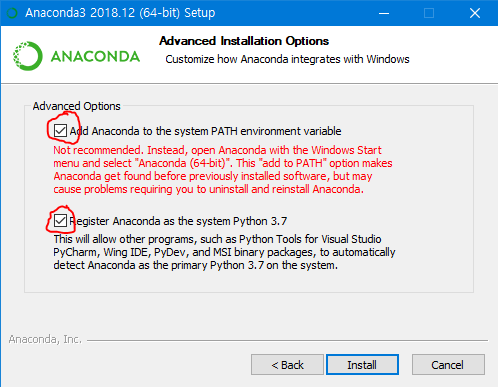 Anaconda3 2018.12 (64-bit) Setup
ANACONDA
Advanced Installation Options
Customize how Anaconda integrates with Windows
Advanced Options
Add Anaconda to the system PATH environment variable
Not recommended. Instead, open Anaconda with the Windows Start
menu and select "Anaconda (64-bit)". This "add to PATH" option makes
Anaconda get found before previously installed software, but may
cause problems requiring you to uninstall and reinstall Anaconda.
Register Anaconda as the system Python 3.7
This will allow other programs, such as Python Tools for Visual Studio
PyCharm, Wing IDE, PyDev, and MSI binary packages, to automatically
detect Anaconda as the primary Python 3.7 on the system.
Anaconda, Inc.
< Back
Install
Cancel